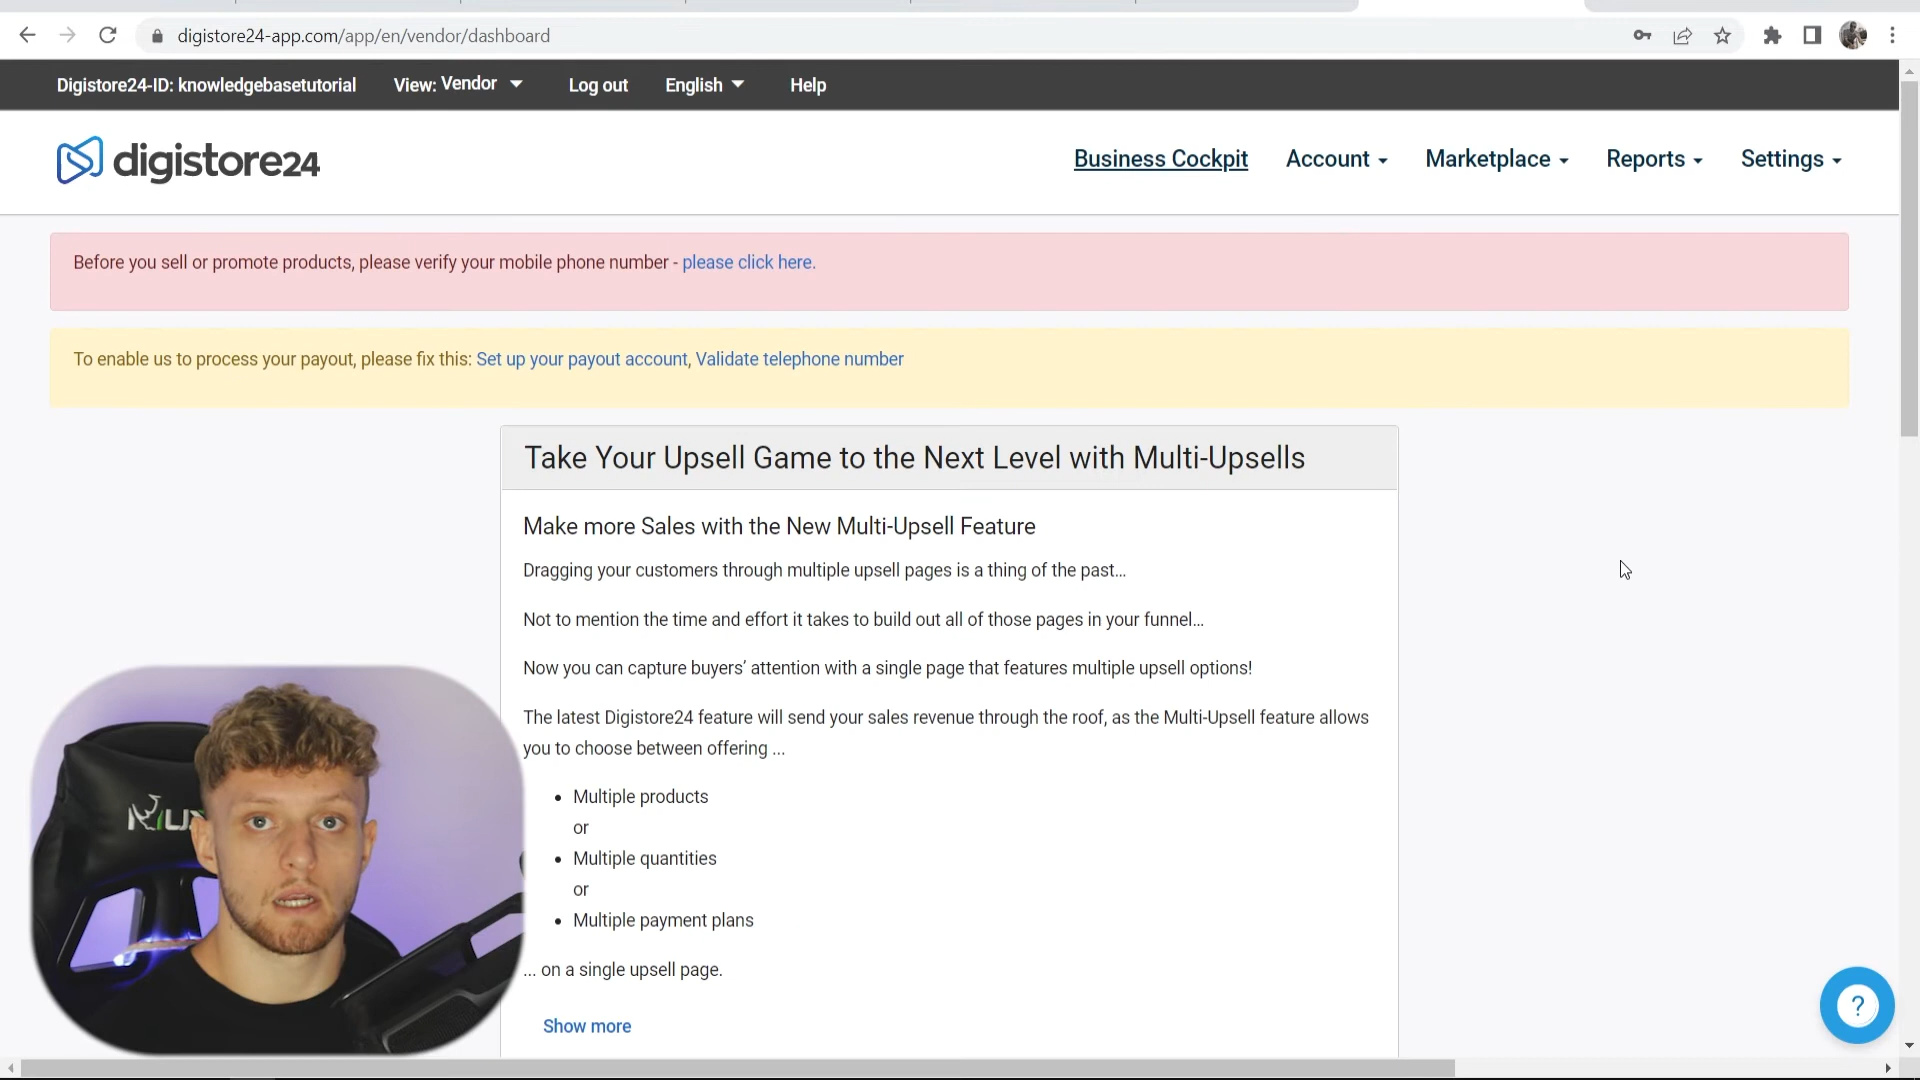 digistore24-app.com/app/en/vendor/dashboard
Digistore24-ID: knowledgebasetutorial View: Vendor Log out English Help
digistore24 Business Cockpit Account Marketplace Reports Settings
Before you sell or promote products, please verify your mobile phone number - please click here.
To enable us to process your payout, please fix this: Set up your payout account, Validate telephone number
Take Your Upsell Game to the Next Level with Multi-Upsells
Make more Sales with the New Multi-Upsell Feature
Dragging your customers through multiple upsell pages is a thing of the past...
Not to mention the time and effort it takes to build out all of those pages in your funnel...
Now you can capture buyers’ attention with a single page that features multiple upsell options!
The latest Digistore24 feature will send your sales revenue through the roof, as the Multi-Upsell feature allows
you to choose between offering ...
• Multiple products
or
• Multiple quantities
or
• Multiple payment plans
... on a single upsell page.
Show more
?